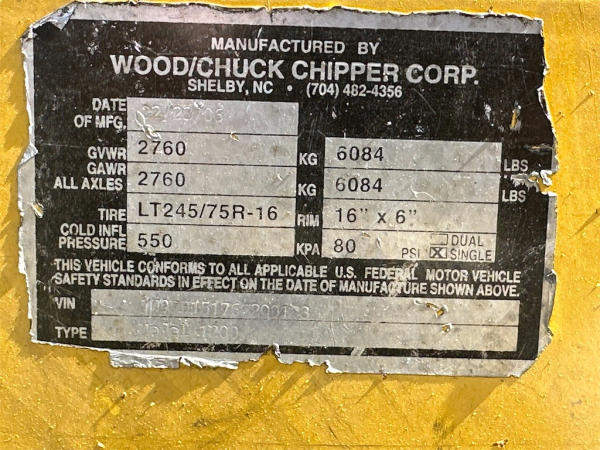 MANUFACTURED BY
WOOD/CHUCK CHIPPER CORP.
SHELBY, NC • (704) 482-4356
DATE OF MFG.
GVWR 2760 KG 6084 LBS
GAWR ALL AXLES 2760 KG 6084 LBS
TIRE LT245/75R-16 RIM 16" x 6"
COLD INFL PRESSURE 550 KPA 80 PSI DUAL SINGLE
THIS VEHICLE CONFORMS TO ALL APPLICABLE U.S. FEDERAL MOTOR VEHICLE
SAFETY STANDARDS IN EFFECT ON THE DATE OF MANUFACTURE SHOWN ABOVE.
VIN
TYPE